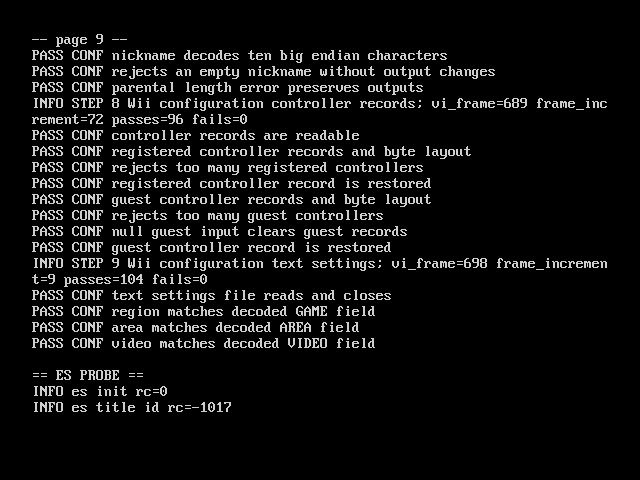 -- page 9 --
PASS CONF nickname decodes ten big endian characters
PASS CONF rejects an empty nickname without output changes
PASS CONF parental length error preserves outputs
INFO STEP 8 Wii configuration controller records; vi_frame=689 frame_inc
rement=72 passes=96 fails=0
PASS CONF controller records are readable
PASS CONF registered controller records and byte layout
PASS CONF rejects too many registered controllers
PASS CONF registered controller record is restored
PASS CONF guest controller records and byte layout
PASS CONF rejects too many guest controllers
PASS CONF null guest input clears guest records
PASS CONF guest controller record is restored
INFO STEP 9 Wii configuration text settings; vi_frame=698 frame_incremen
t=9 passes=104 fails=0
PASS CONF text settings file reads and closes
PASS CONF region matches decoded GAME field
PASS CONF area matches decoded AREA field
PASS CONF video matches decoded VIDEO field
== ES PROBE ==
INFO es init rc=0
INFO es title id rc=-1017